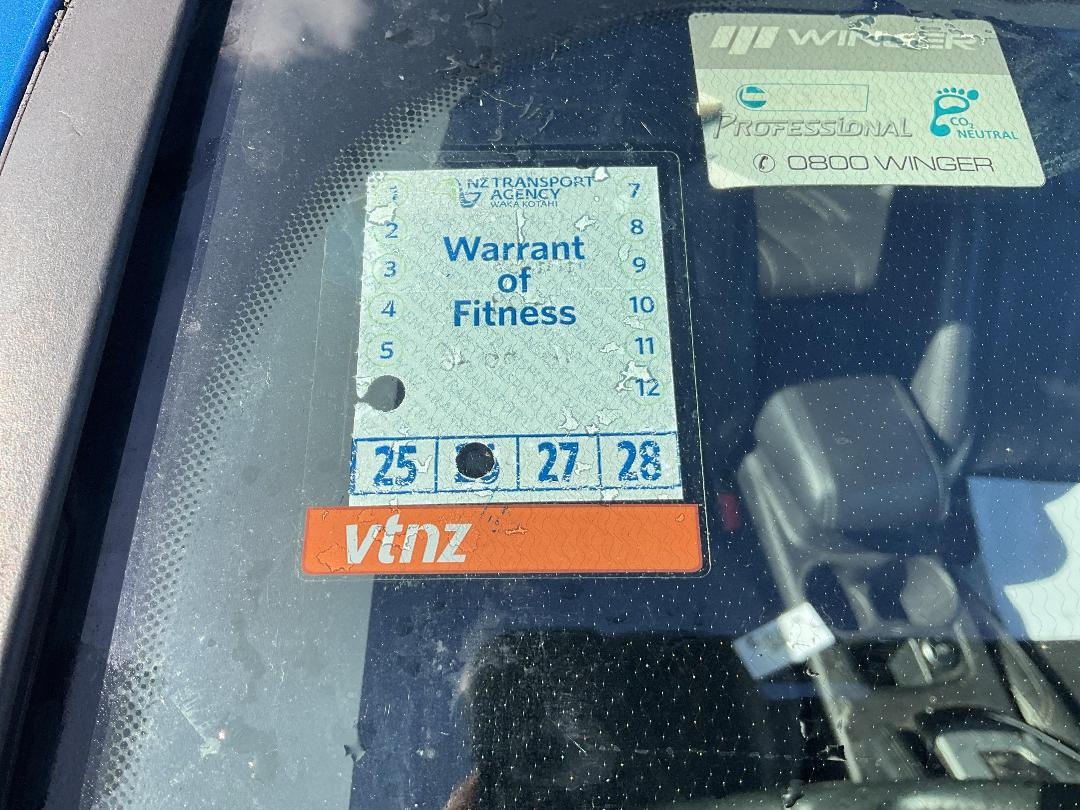 WINGER
PROFESSIONAL
CO2
NEUTRAL
0800 WINGER
NZ TRANSPORT
AGENCY
WAKA KOTAHI
Warrant
of
Fitness
1
2
3
4
5
7
8
9
10
11
12
25 27 28
vtnz